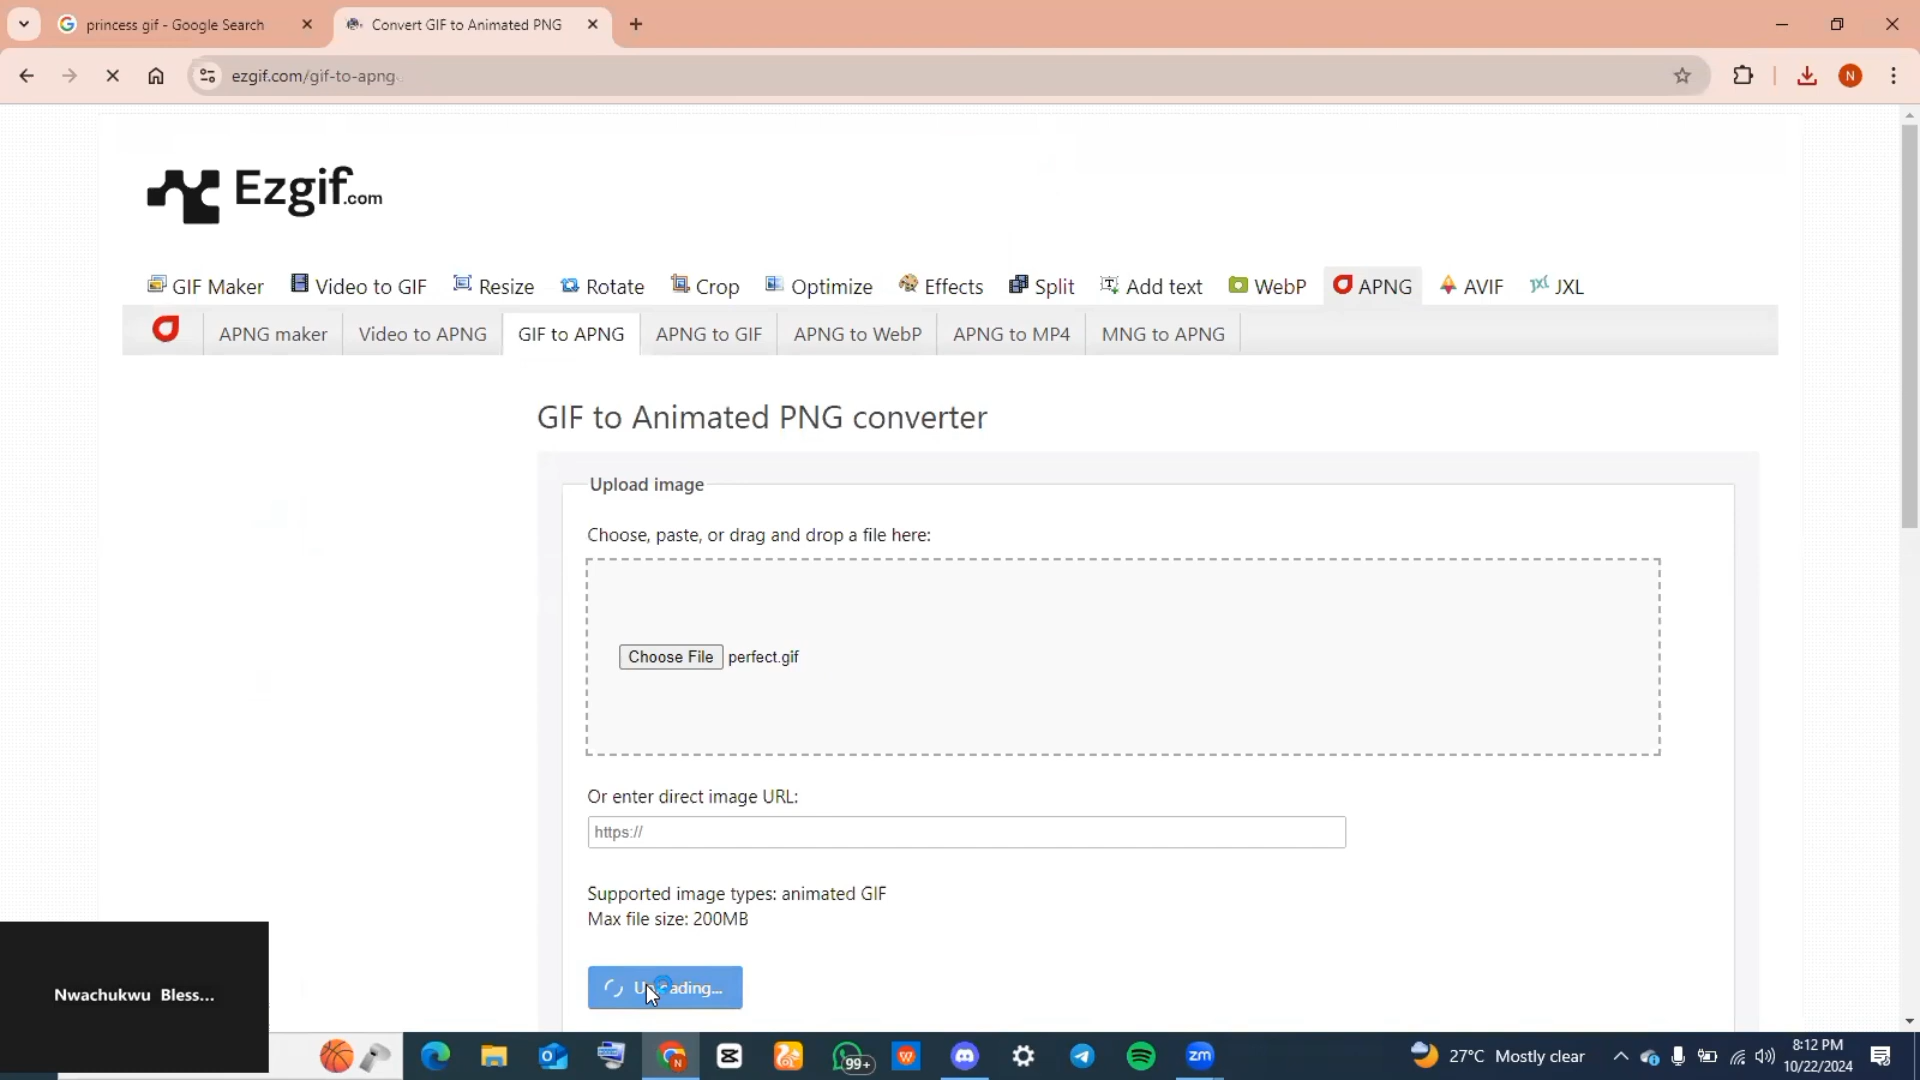 princess gif - Google Search
Convert GIF to Animated PNG
ezgif.com/gif-to-apng
N
Ezgif.com
GIF Maker
Video to GIF
Resize
Rotate
Crop
Optimize
Effects
Split
Add text
WebP
APNG
AVIF
JXL
APNG maker
Video to APNG
GIF to APNG
APNG to GIF
APNG to WebP
APNG to MP4
MNG to APNG
GIF to Animated PNG converter
Upload image
Choose, paste, or drag and drop a file here:
Choose File perfect.gif
Or enter direct image URL:
https://
Supported image types: animated GIF
Max file size: 200MB
Uploading...
Nwachukwu Bless...
99+
zm
27°C Mostly clear
8:12 PM
10/22/2024